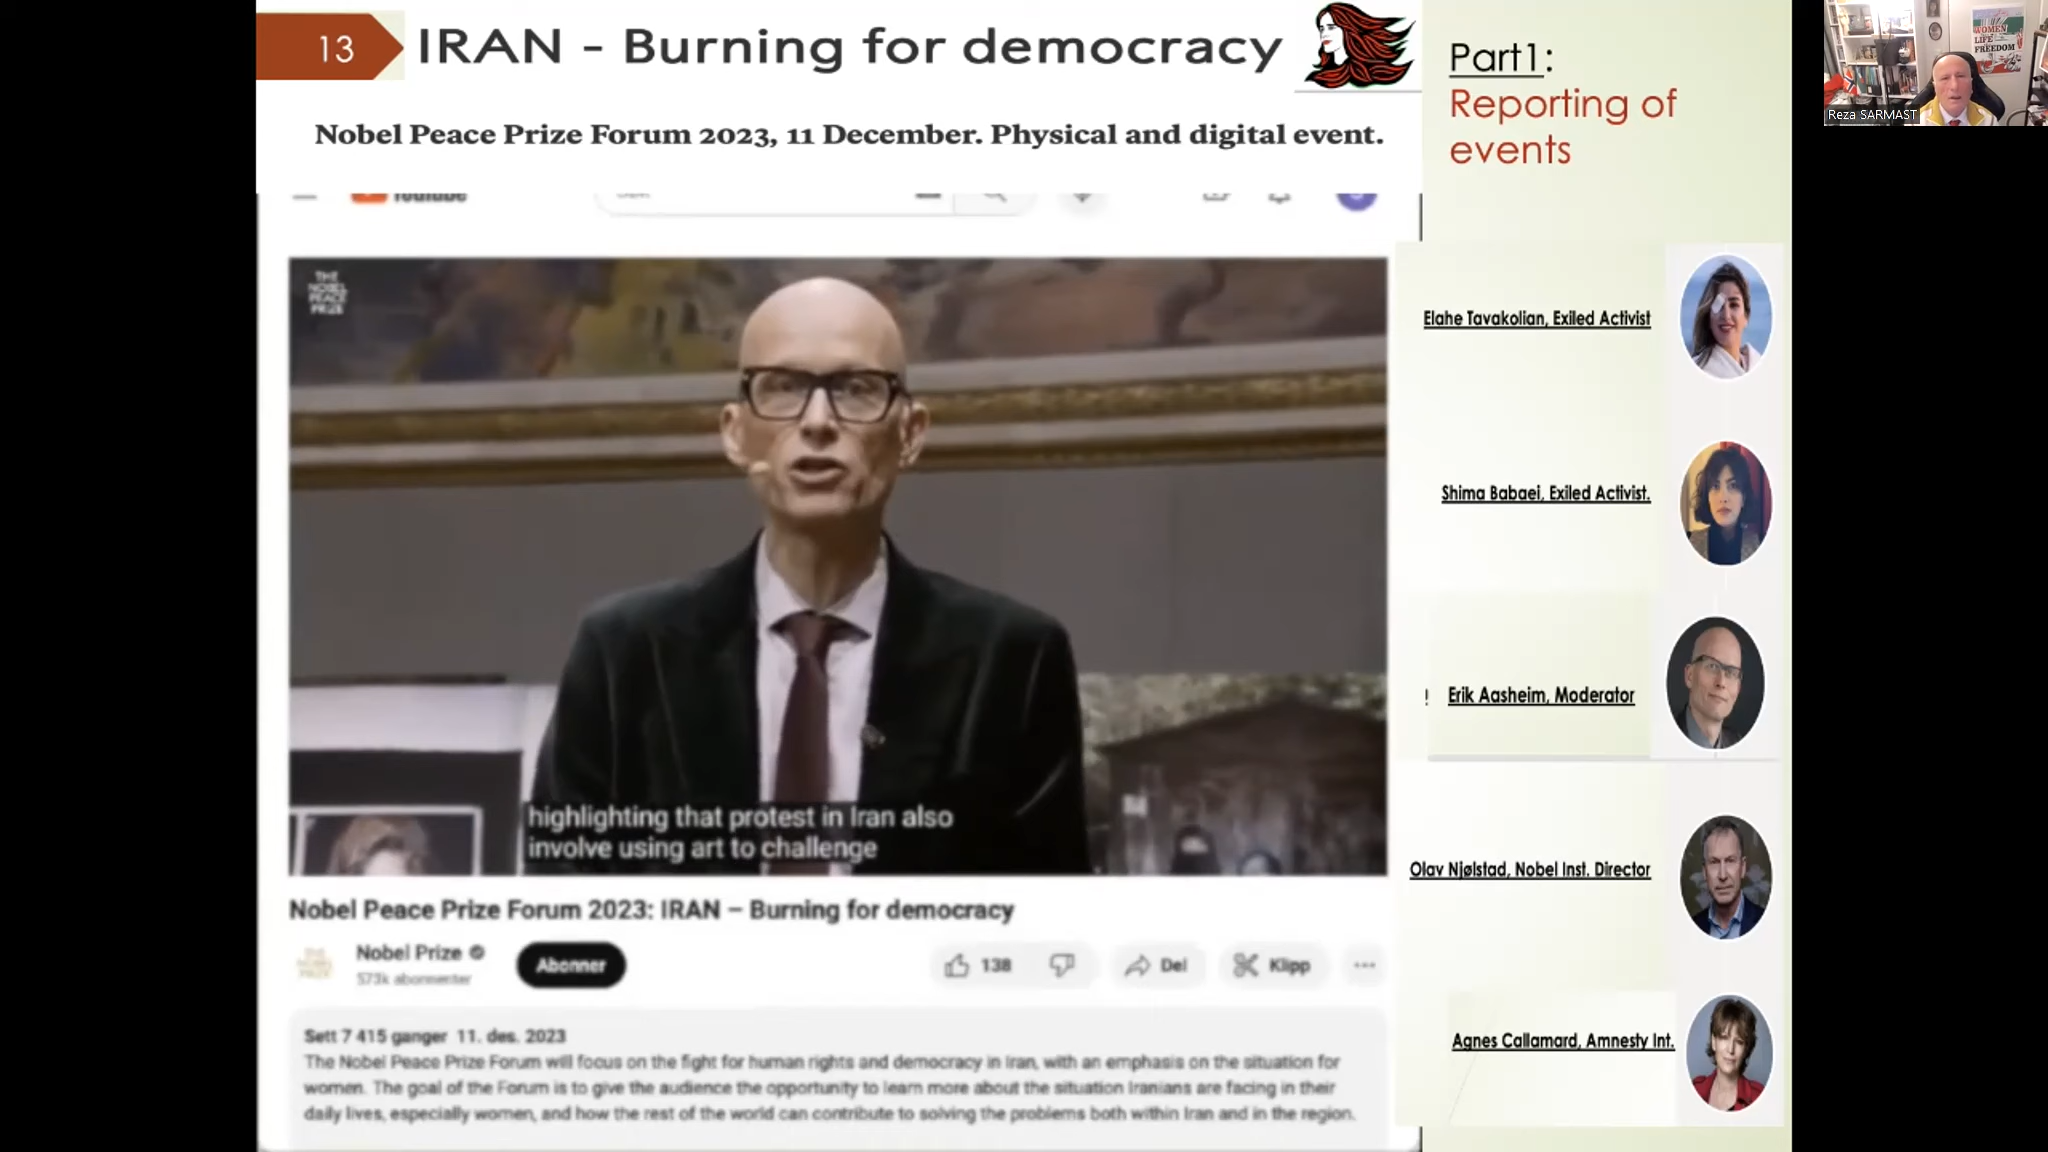 13
IRAN - Burning for democracy
Nobel Peace Prize Forum 2023, 11 December. Physical and digital event.
Part1:
Reporting of
events
WOMEN
LIFE
FREEDOM
Reza SARMAST
YouTube
THE
NOBEL
PEACE
PRIZE
Elahe Tavakolian, Exiled Activist
Shima Babaei, Exiled Activist.
! Erik Aasheim, Moderator
Olav Njølstad, Nobel Inst. Director
Agnes Callamard, Amnesty Int.
highlighting that protest in Iran also
involve using art to challenge
Nobel Peace Prize Forum 2023: IRAN – Burning for democracy
Nobel Prize
573k abonnenter
Abonner
138
Del
Klipp
Sett 7 415 ganger 11. des. 2023
The Nobel Peace Prize Forum will focus on the fight for human rights and democracy in Iran, with an emphasis on the situation for
women. The goal of the Forum is to give the audience the opportunity to learn more about the situation Iranians are facing in their
daily lives, especially women, and how the rest of the world can contribute to solving the problems both within Iran and in the region.